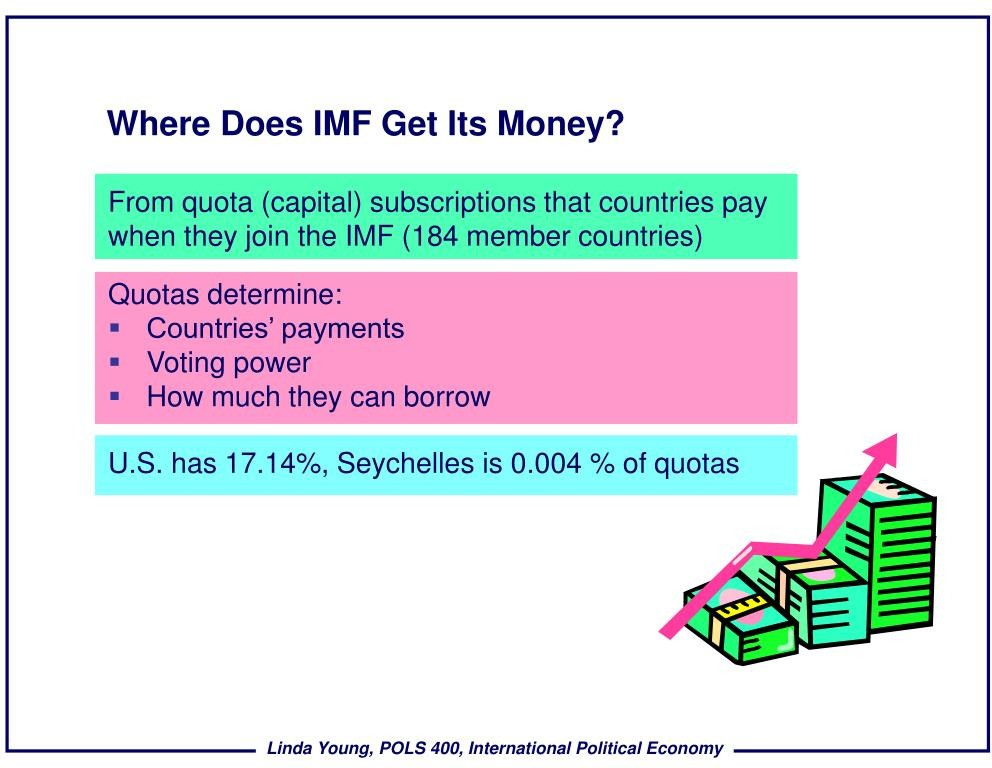 Where Does IMF Get Its Money?
From quota (capital) subscriptions that countries pay
when they join the IMF (184 member countries)
Quotas determine:
▪ Countries’ payments
▪ Voting power
▪ How much they can borrow
U.S. has 17.14%, Seychelles is 0.004 % of quotas
Linda Young, POLS 400, International Political Economy